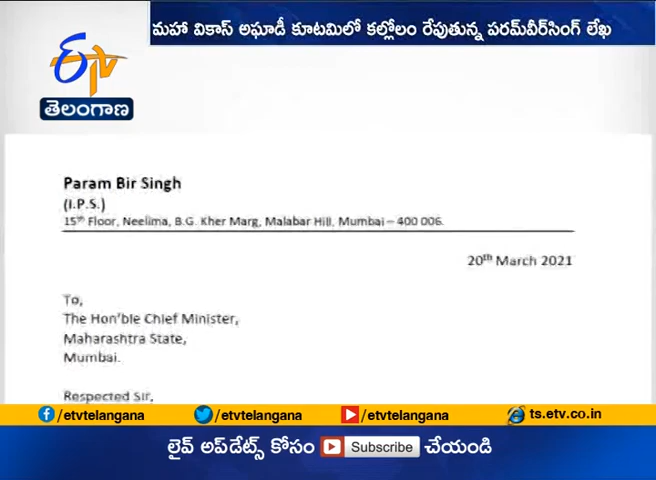 మహా వికాస్ అఘాడీ కూటమిలో కల్లోలం రేపుతున్న పరమ్‌వీర్‌సింగ్ లేఖ
etv
తెలంగాణ
Param Bir Singh
(I.P.S.)
15th Floor, Neelima, B.G. Kher Marg, Malabar Hill, Mumbai – 400 006.
20th March 2021
To,
The Hon'ble Chief Minister,
Maharashtra State,
Mumbai.
Respected Sir,
/etvtelangana /etvtelangana /etvtelangana ts.etv.co.in
లైవ్ అప్‌డేట్స్ కోసం Subscribe చేయండి